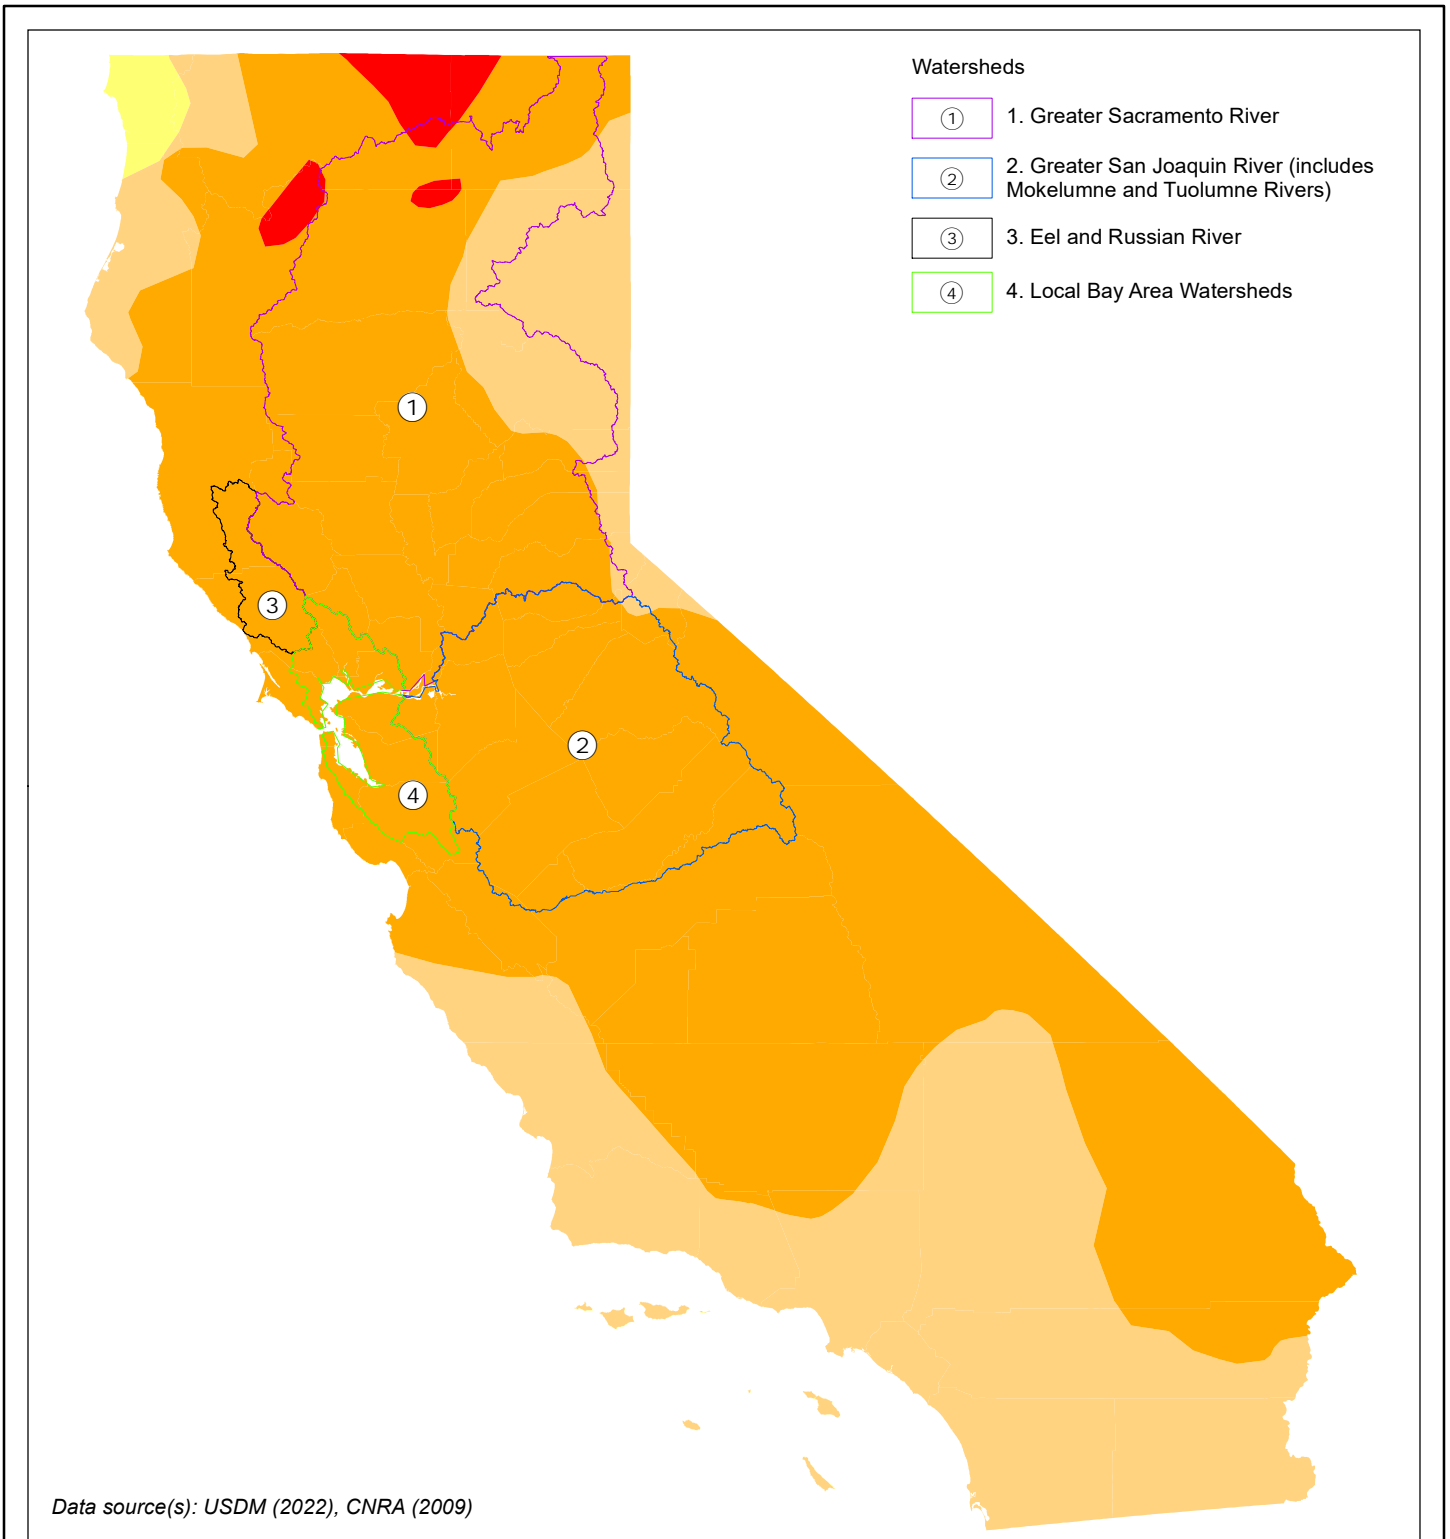 Watersheds
① 1. Greater Sacramento River
② 2. Greater San Joaquin River (includes
Mokelumne and Tuolumne Rivers)
③ 3. Eel and Russian River
④ 4. Local Bay Area Watersheds
①
③
②
④
Data source(s): USDM (2022), CNRA (2009)